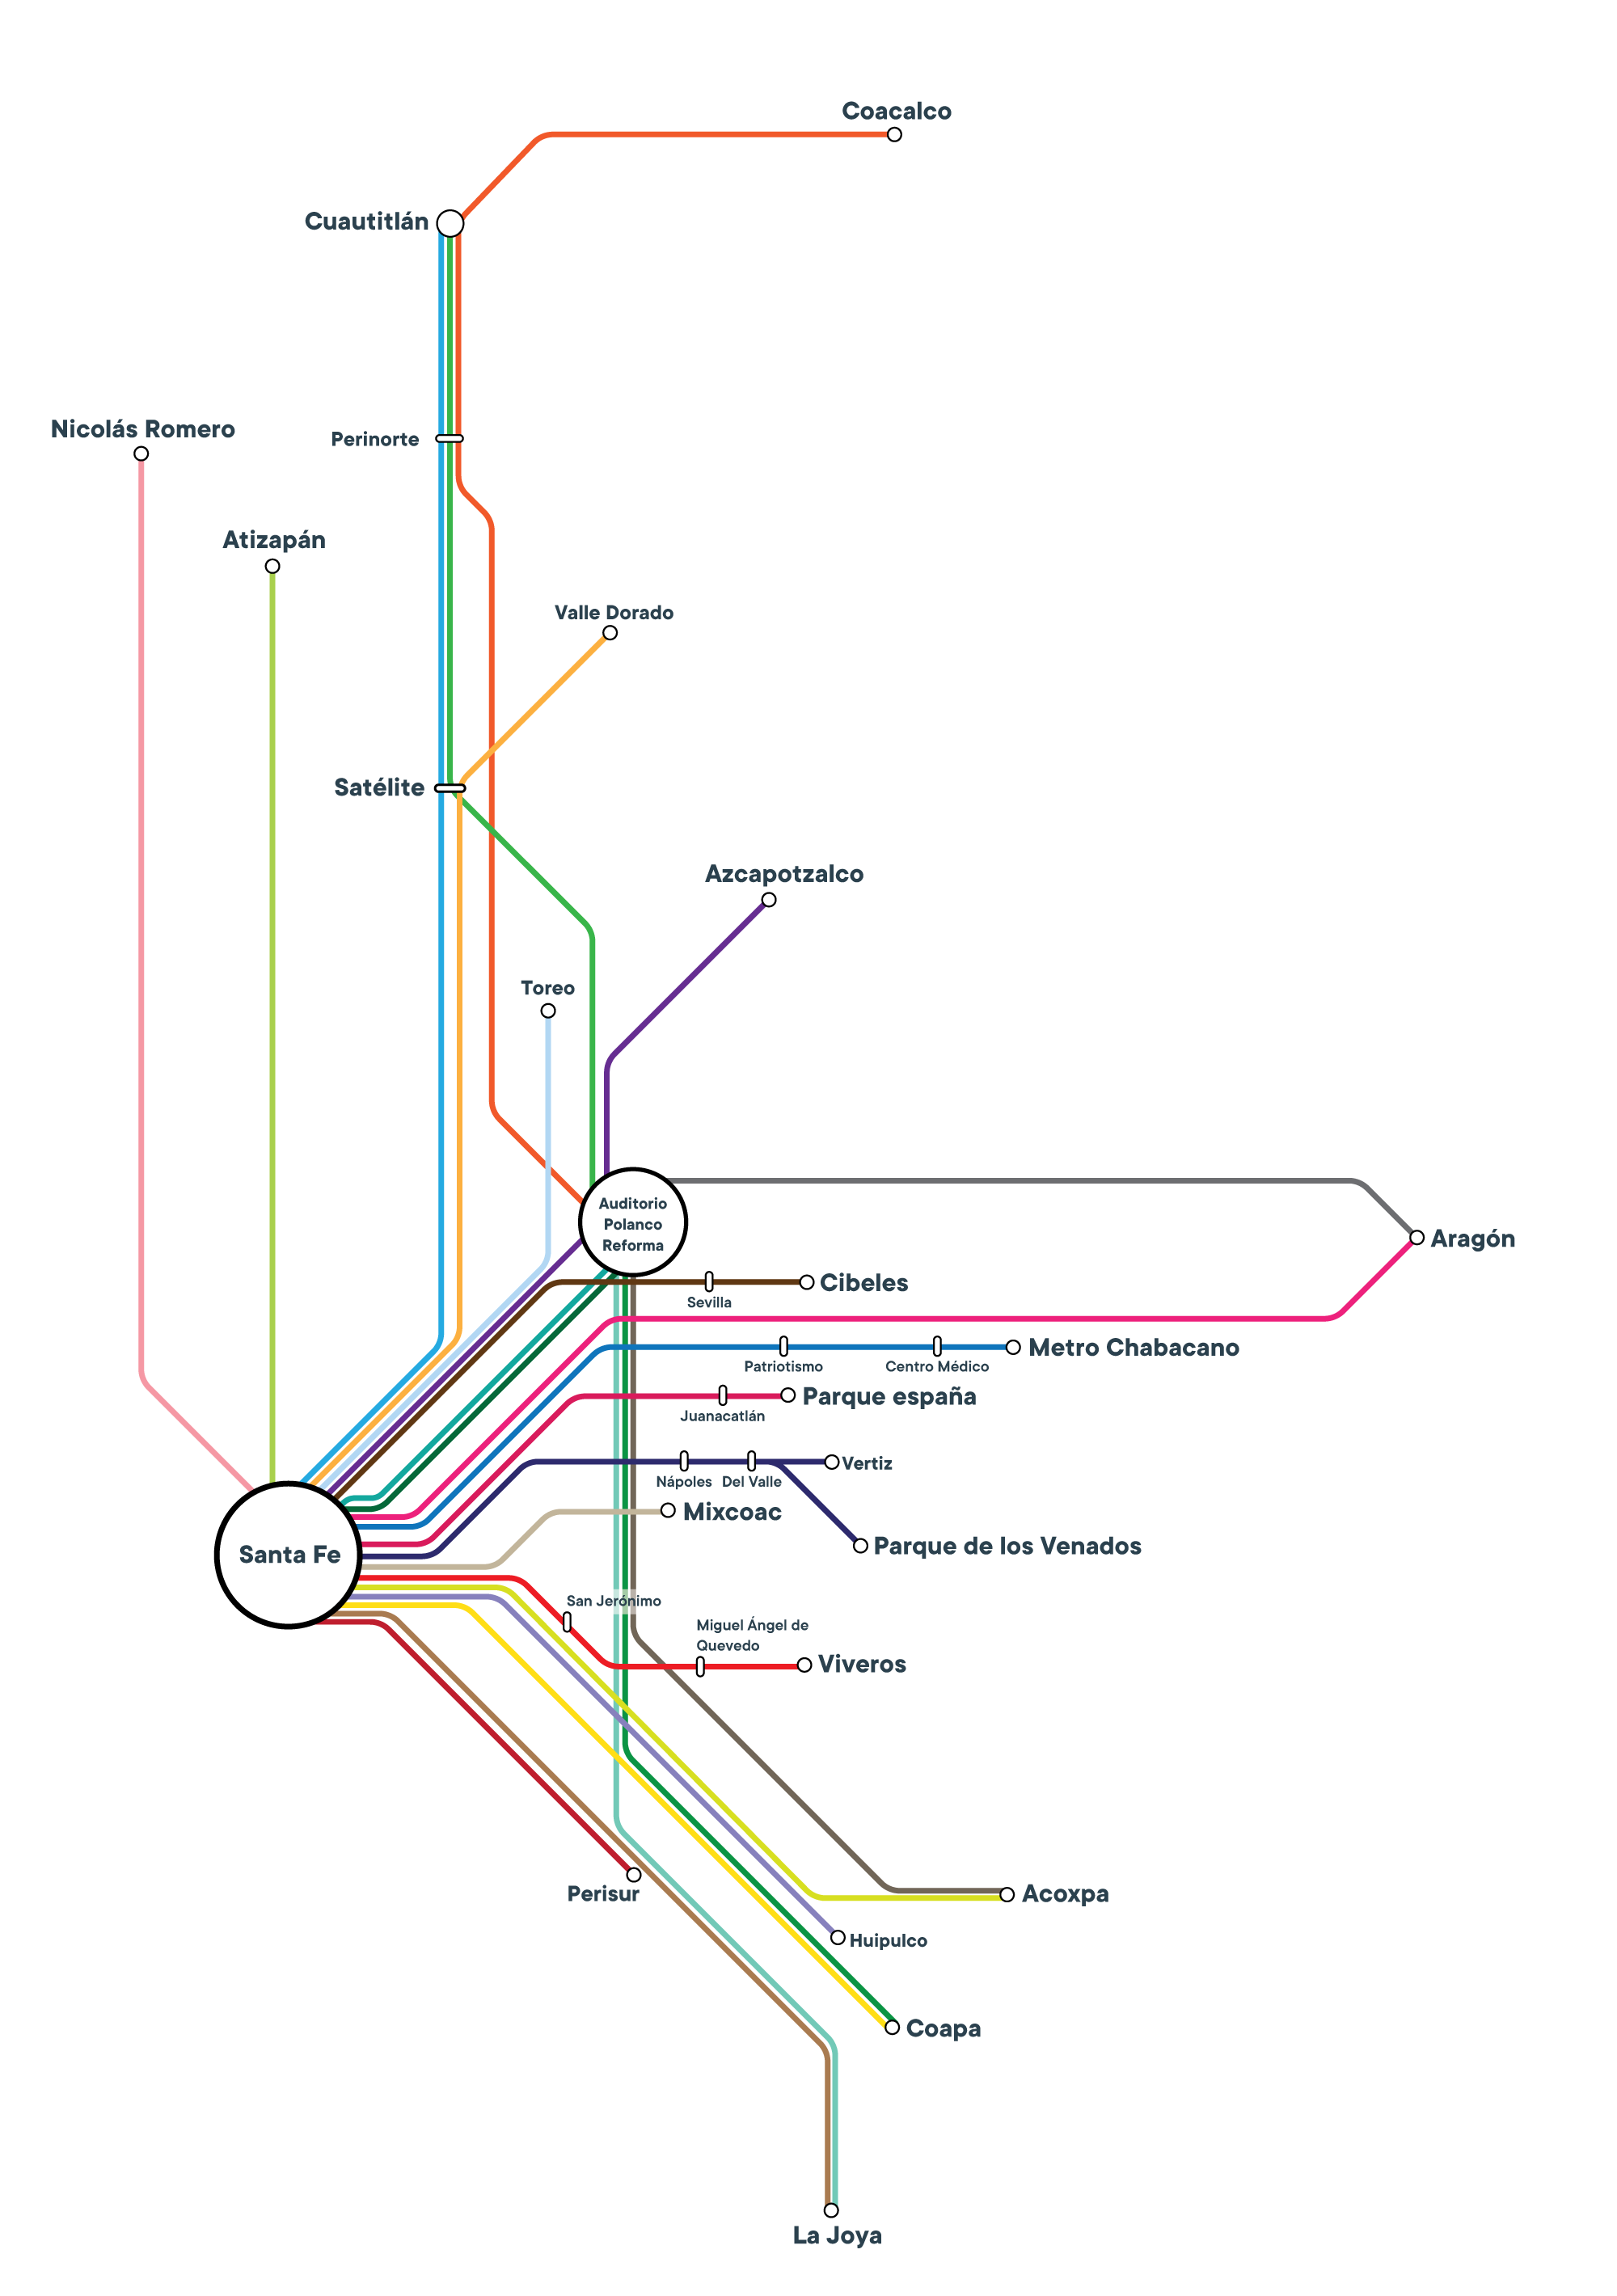 Coacalco
Cuautitlán
Nicolás Romero
Perinorte
Atizapán
Valle Dorado
Satélite
Azcapotzalco
Toreo
Auditorio
Polanco
Reforma
Aragón
Cibeles
Sevilla
Metro Chabacano
Patriotismo
Centro Médico
Parque españa
Juanacatlán
Vertiz
Nápoles
Del Valle
Mixcoac
Parque de los Venados
Santa Fe
San Jerónimo
Miguel Ángel de
Quevedo
Viveros
Perisur
Acoxpa
Huipulco
Coapa
La Joya